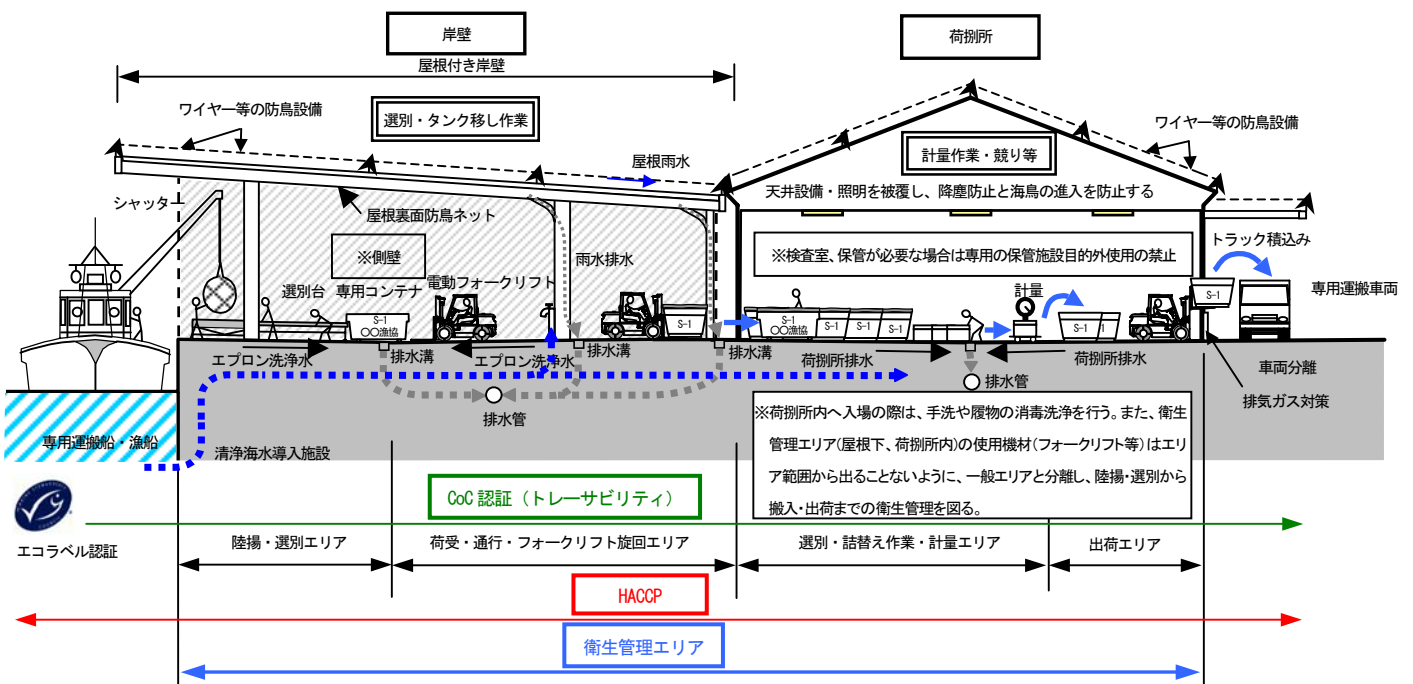 岸壁
荷捌所
屋根付き岸壁
ワイヤー等の防鳥設備
選別・タンク移し作業
ワイヤー等の防鳥設備
計量作業・競り等
屋根雨水
天井設備・照明を被覆し、降塵防止と海鳥の進入を防止する
シャッター
屋根裏面防鳥ネット
※側壁
雨水排水
※検査室、保管が必要な場合は専用の保管施設目的外使用の禁止
トラック積込み
選別台
専用コンテナ
電動フォークリフト
計量
専用運搬車両
S-1
○○漁協
S-1
S-1
○○漁協
S-1
S-1
S-1
S-1
1
S-1
エプロン洗浄水
排水溝
エプロン洗浄水
排水溝
排水溝
荷捌所排水
荷捌所排水
車両分離
排水管
排水管
排気ガス対策
専用運搬船・漁船
清浄海水導入施設
※荷捌所内へ入場の際は、手洗や履物の消毒洗浄を行う。また、衛生
管理エリア(屋根下、荷捌所内)の使用機材(フォークリフト等)はエリ
ア範囲から出ることないように、一般エリアと分離し、陸揚・選別から
搬入・出荷までの衛生管理を図る。
CoC 認証（トレーサビリティ）
エコラベル認証
陸揚・選別エリア
荷受・通行・フォークリフト旋回エリア
選別・詰替え作業・計量エリア
出荷エリア
HACCP
衛生管理エリア